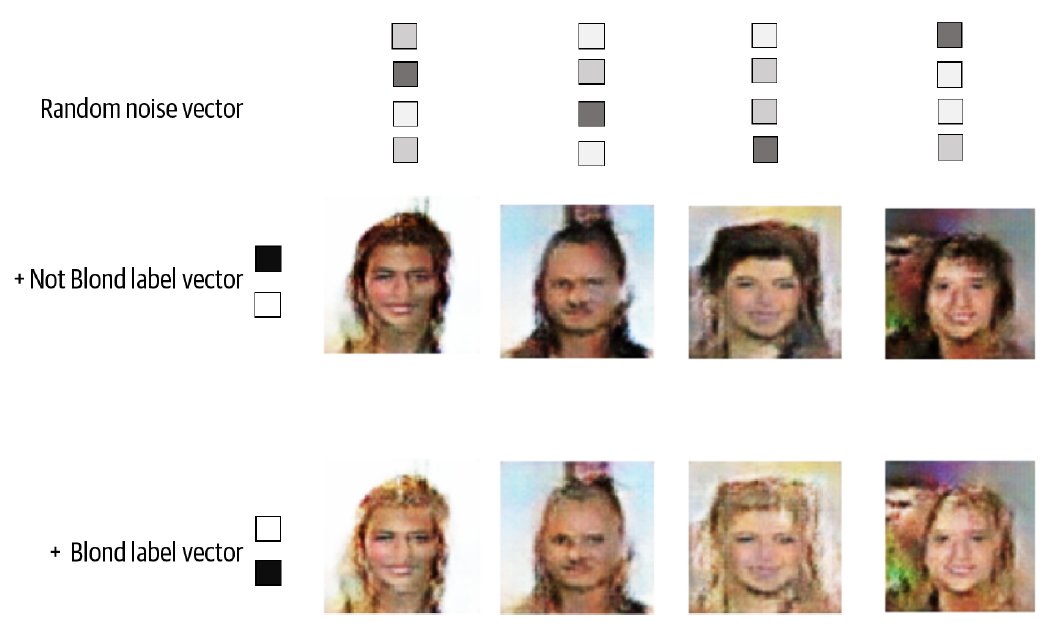 Random noise vector
+ Not Blond label vector
+ Blond label vector